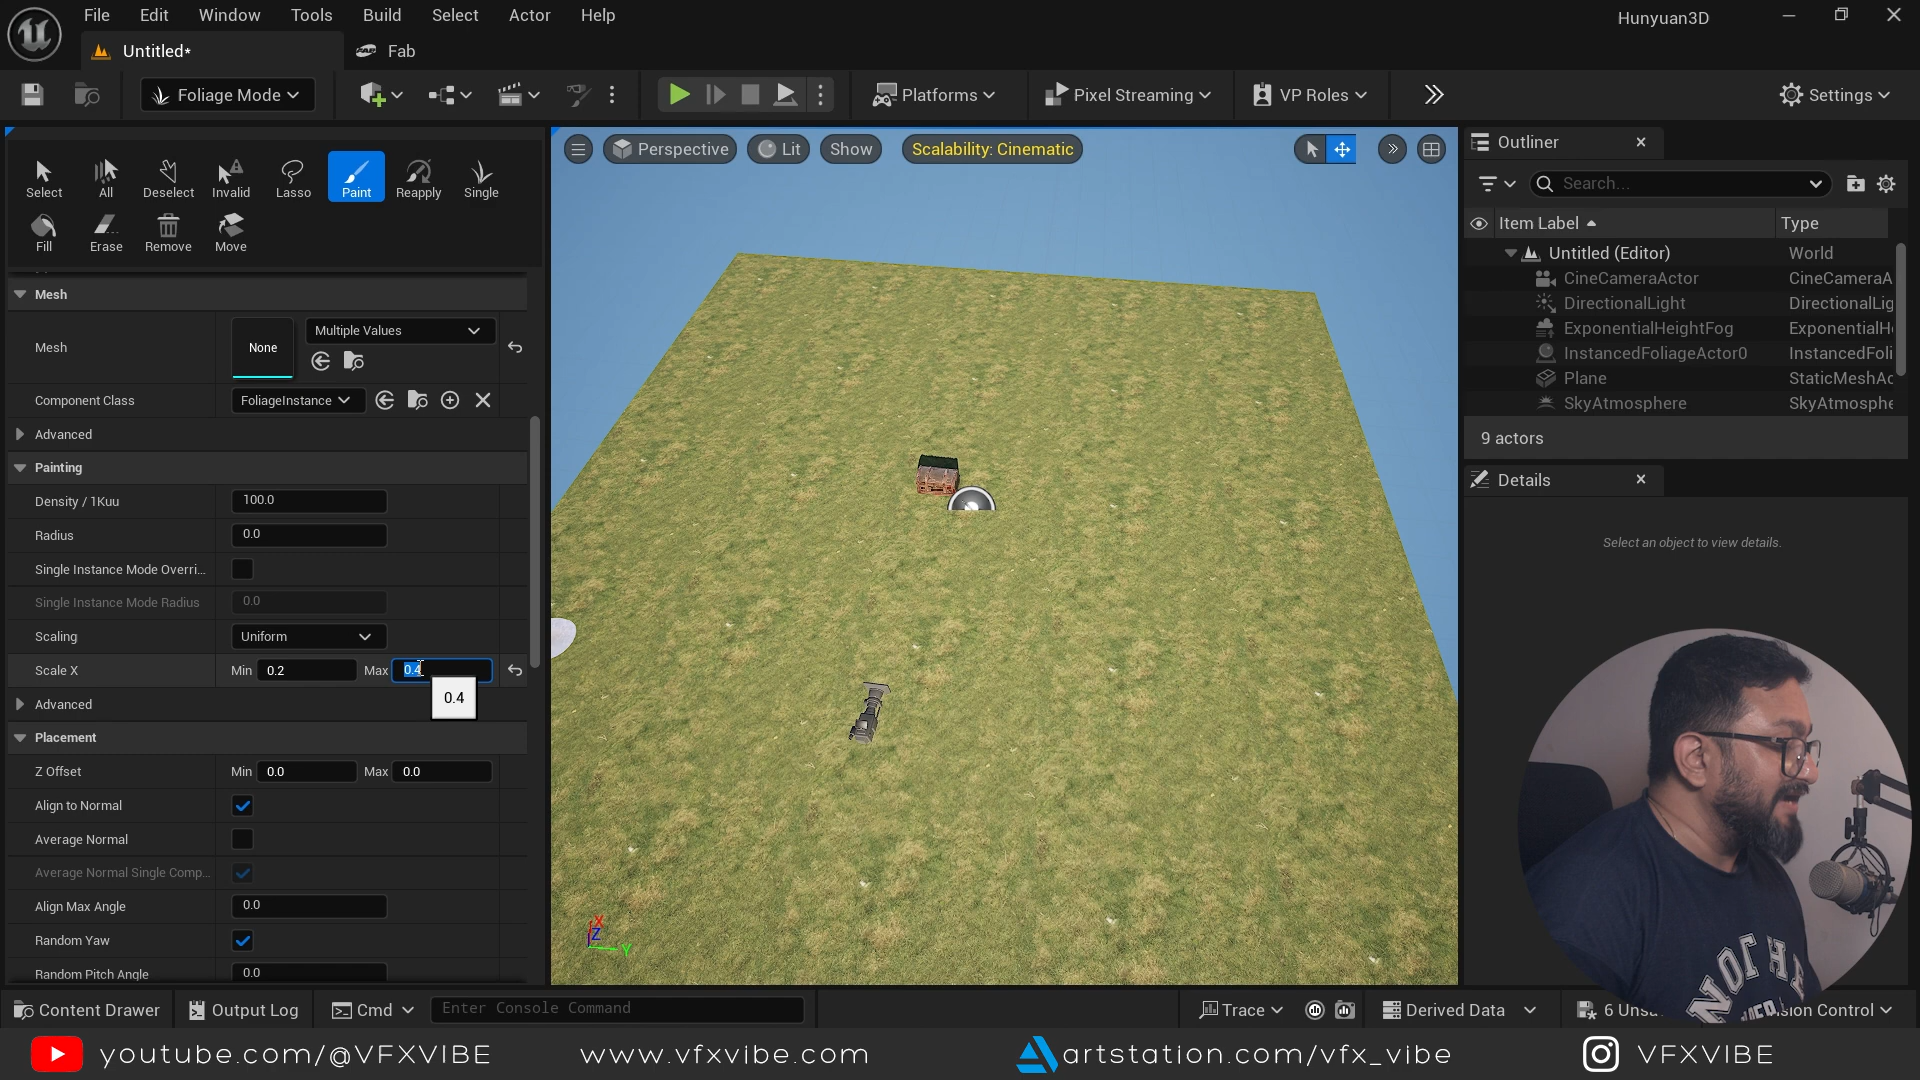 File Edit Window Tools Build Select Actor Help
Hunyuan3D
Untitled*
Fab
Foliage Mode
Platforms
Pixel Streaming
VP Roles
Settings
Select All Deselect Invalid Lasso Paint Reapply Single
Fill Erase Remove Move
Mesh
Mesh
None
Multiple Values
Component Class
FoliageInstance
Advanced
Painting
Density / 1Kuu
100.0
Radius
0.0
Single Instance Mode Overri...
Single Instance Mode Radius
0.0
Scaling
Uniform
Scale X
Min 0.2 Max 0.4
0.4
Advanced
Placement
Z Offset
Min 0.0 Max 0.0
Align to Normal
Average Normal
Average Normal Single Comp...
Align Max Angle
0.0
Random Yaw
Random Pitch Angle
0.0
Perspective
Lit
Show
Scalability: Cinematic
X
Z
Y
Outliner
Search...
Item Label
Type
Untitled (Editor) World
CineCameraActor CineCameraA
DirectionalLight DirectionalLig
ExponentialHeightFog ExponentialH
InstancedFoliageActor0 InstancedFoli
Plane StaticMeshAc
SkyAtmosphere SkyAtmosphe
9 actors
Details
Select an object to view details.
Content Drawer
Output Log
Cmd
Enter Console Command
Trace
Derived Data
6 Unsa
sion Control
youtube.com/@VFXVIBE
www.vfxvibe.com
artstation.com/vfx_vibe
VFXVIBE